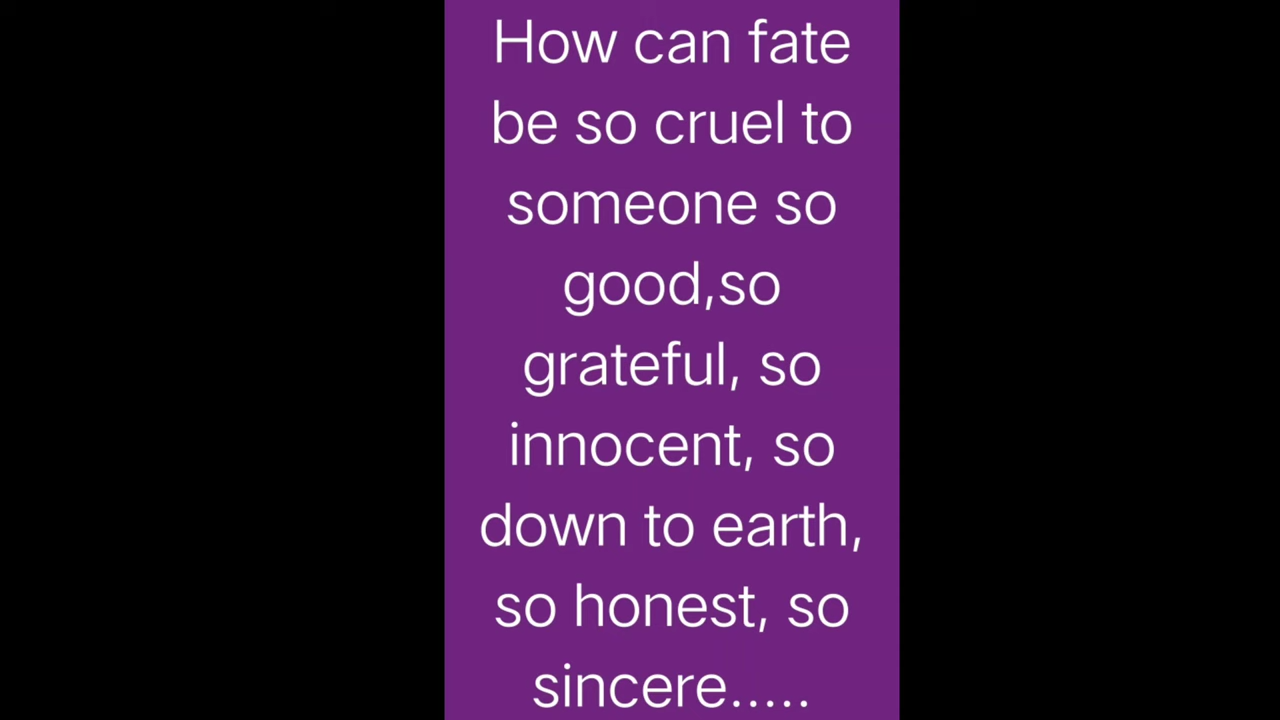 How can fate
be so cruel to
someone so
good,so
grateful, so
innocent, so
down to earth,
so honest, so
sincere.....